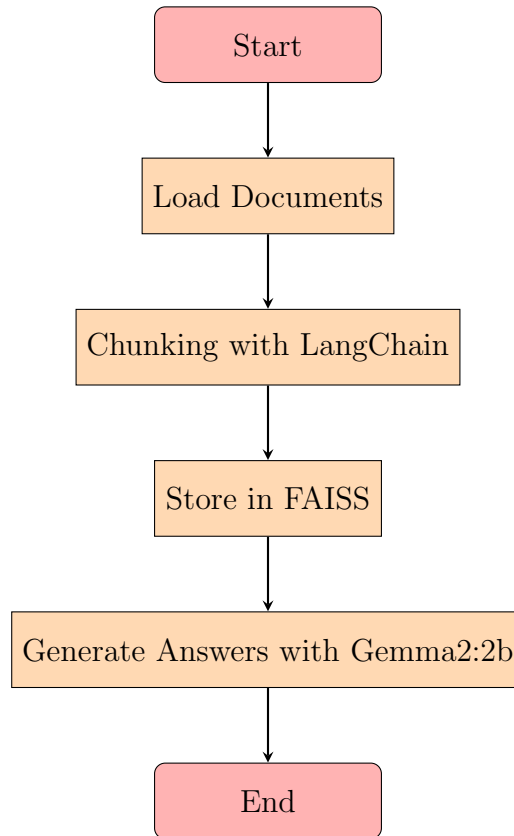 Start
Load Documents
Chunking with LangChain
Store in FAISS
Generate Answers with Gemma2:2b
End